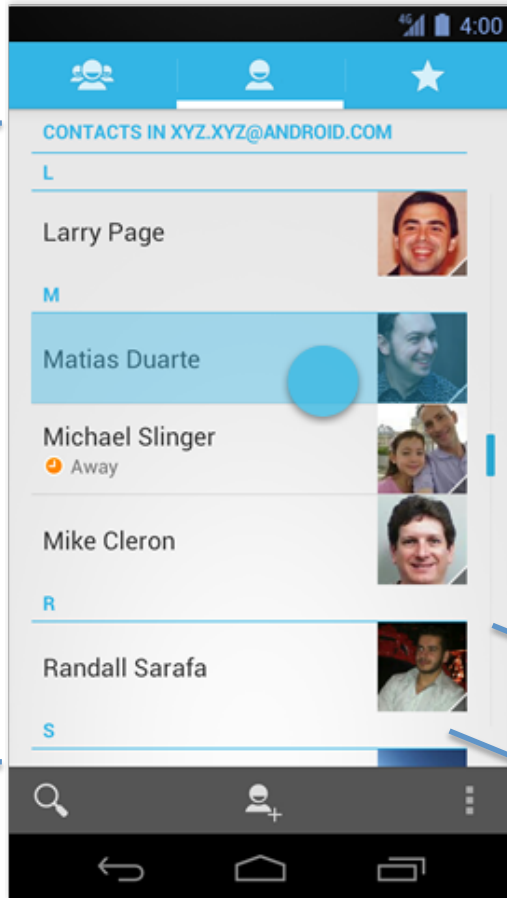 4G 4:00
CONTACTS IN XYZ.XYZ@ANDROID.COM
L
Larry Page
M
Matias Duarte
Michael Slinger
Away
Mike Cleron
R
Randall Sarafa
S